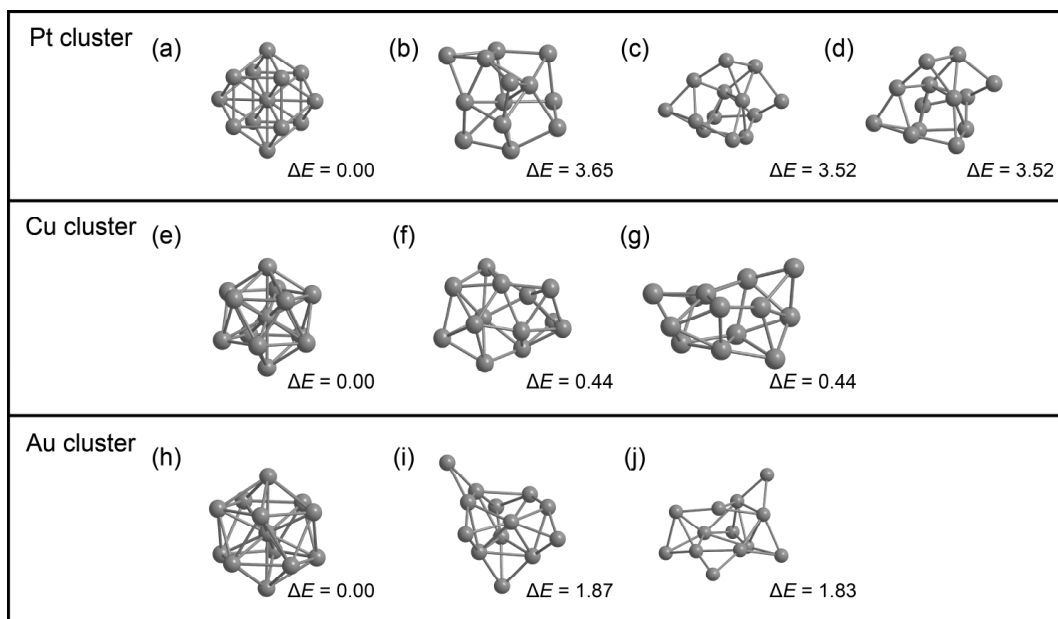 Pt cluster
(a) (b) (c) (d)
ΔE = 0.00 ΔE = 3.65 ΔE = 3.52 ΔE = 3.52
Cu cluster
(e) (f) (g)
ΔE = 0.00 ΔE = 0.44 ΔE = 0.44
Au cluster
(h) (i) (j)
ΔE = 0.00 ΔE = 1.87 ΔE = 1.83